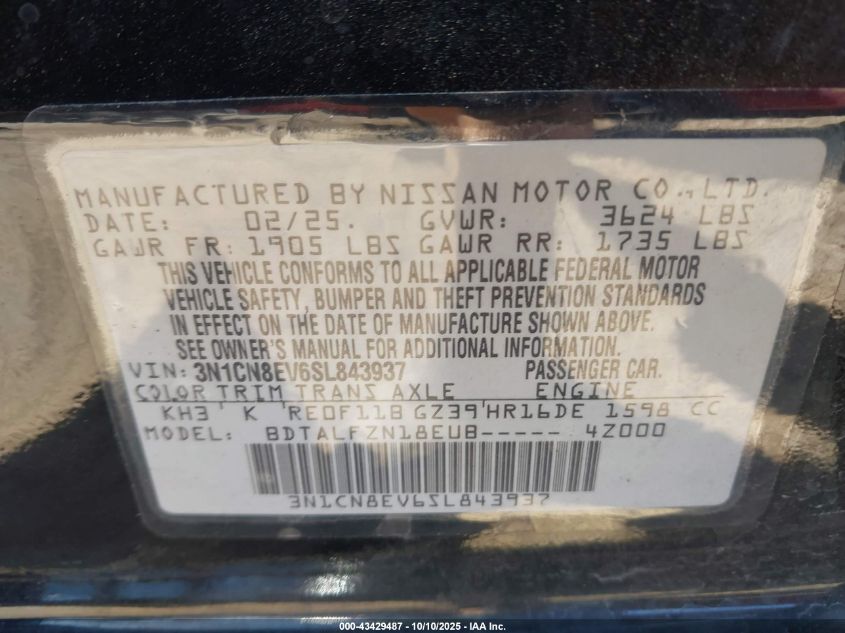 MANUFACTURED BY NISSAN MOTOR CO., LTD.
DATE: 02/25. GVWR: 3624 LBS
GAWR FR: 1905 LBS GAWR RR: 1735 LBS
THIS VEHICLE CONFORMS TO ALL APPLICABLE FEDERAL MOTOR
VEHICLE SAFETY, BUMPER AND THEFT PREVENTION STANDARDS
IN EFFECT ON THE DATE OF MANUFACTURE SHOWN ABOVE.
SEE OWNER'S MANUAL FOR ADDITIONAL INFORMATION.
VIN: 3N1CN8EV6SL843937 PASSENGER CAR.
COLOR TRIM TRANS AXLE ENGINE
KH3 K RE0F11B GZ39 HR16DE 1598 CC
MODEL: BDTALFZN18EUB----- 4Z000
3N1CN8EV6SL843937
000-43429487 - 10/10/2025 - IAA Inc.